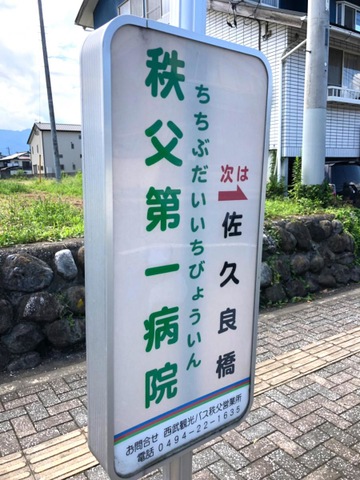 秩父第一病院
ちちぶだいいちびょういん
次は
佐久良橋
お問合せ 西武観光バス秩父営業所
電話 0494-22-1635